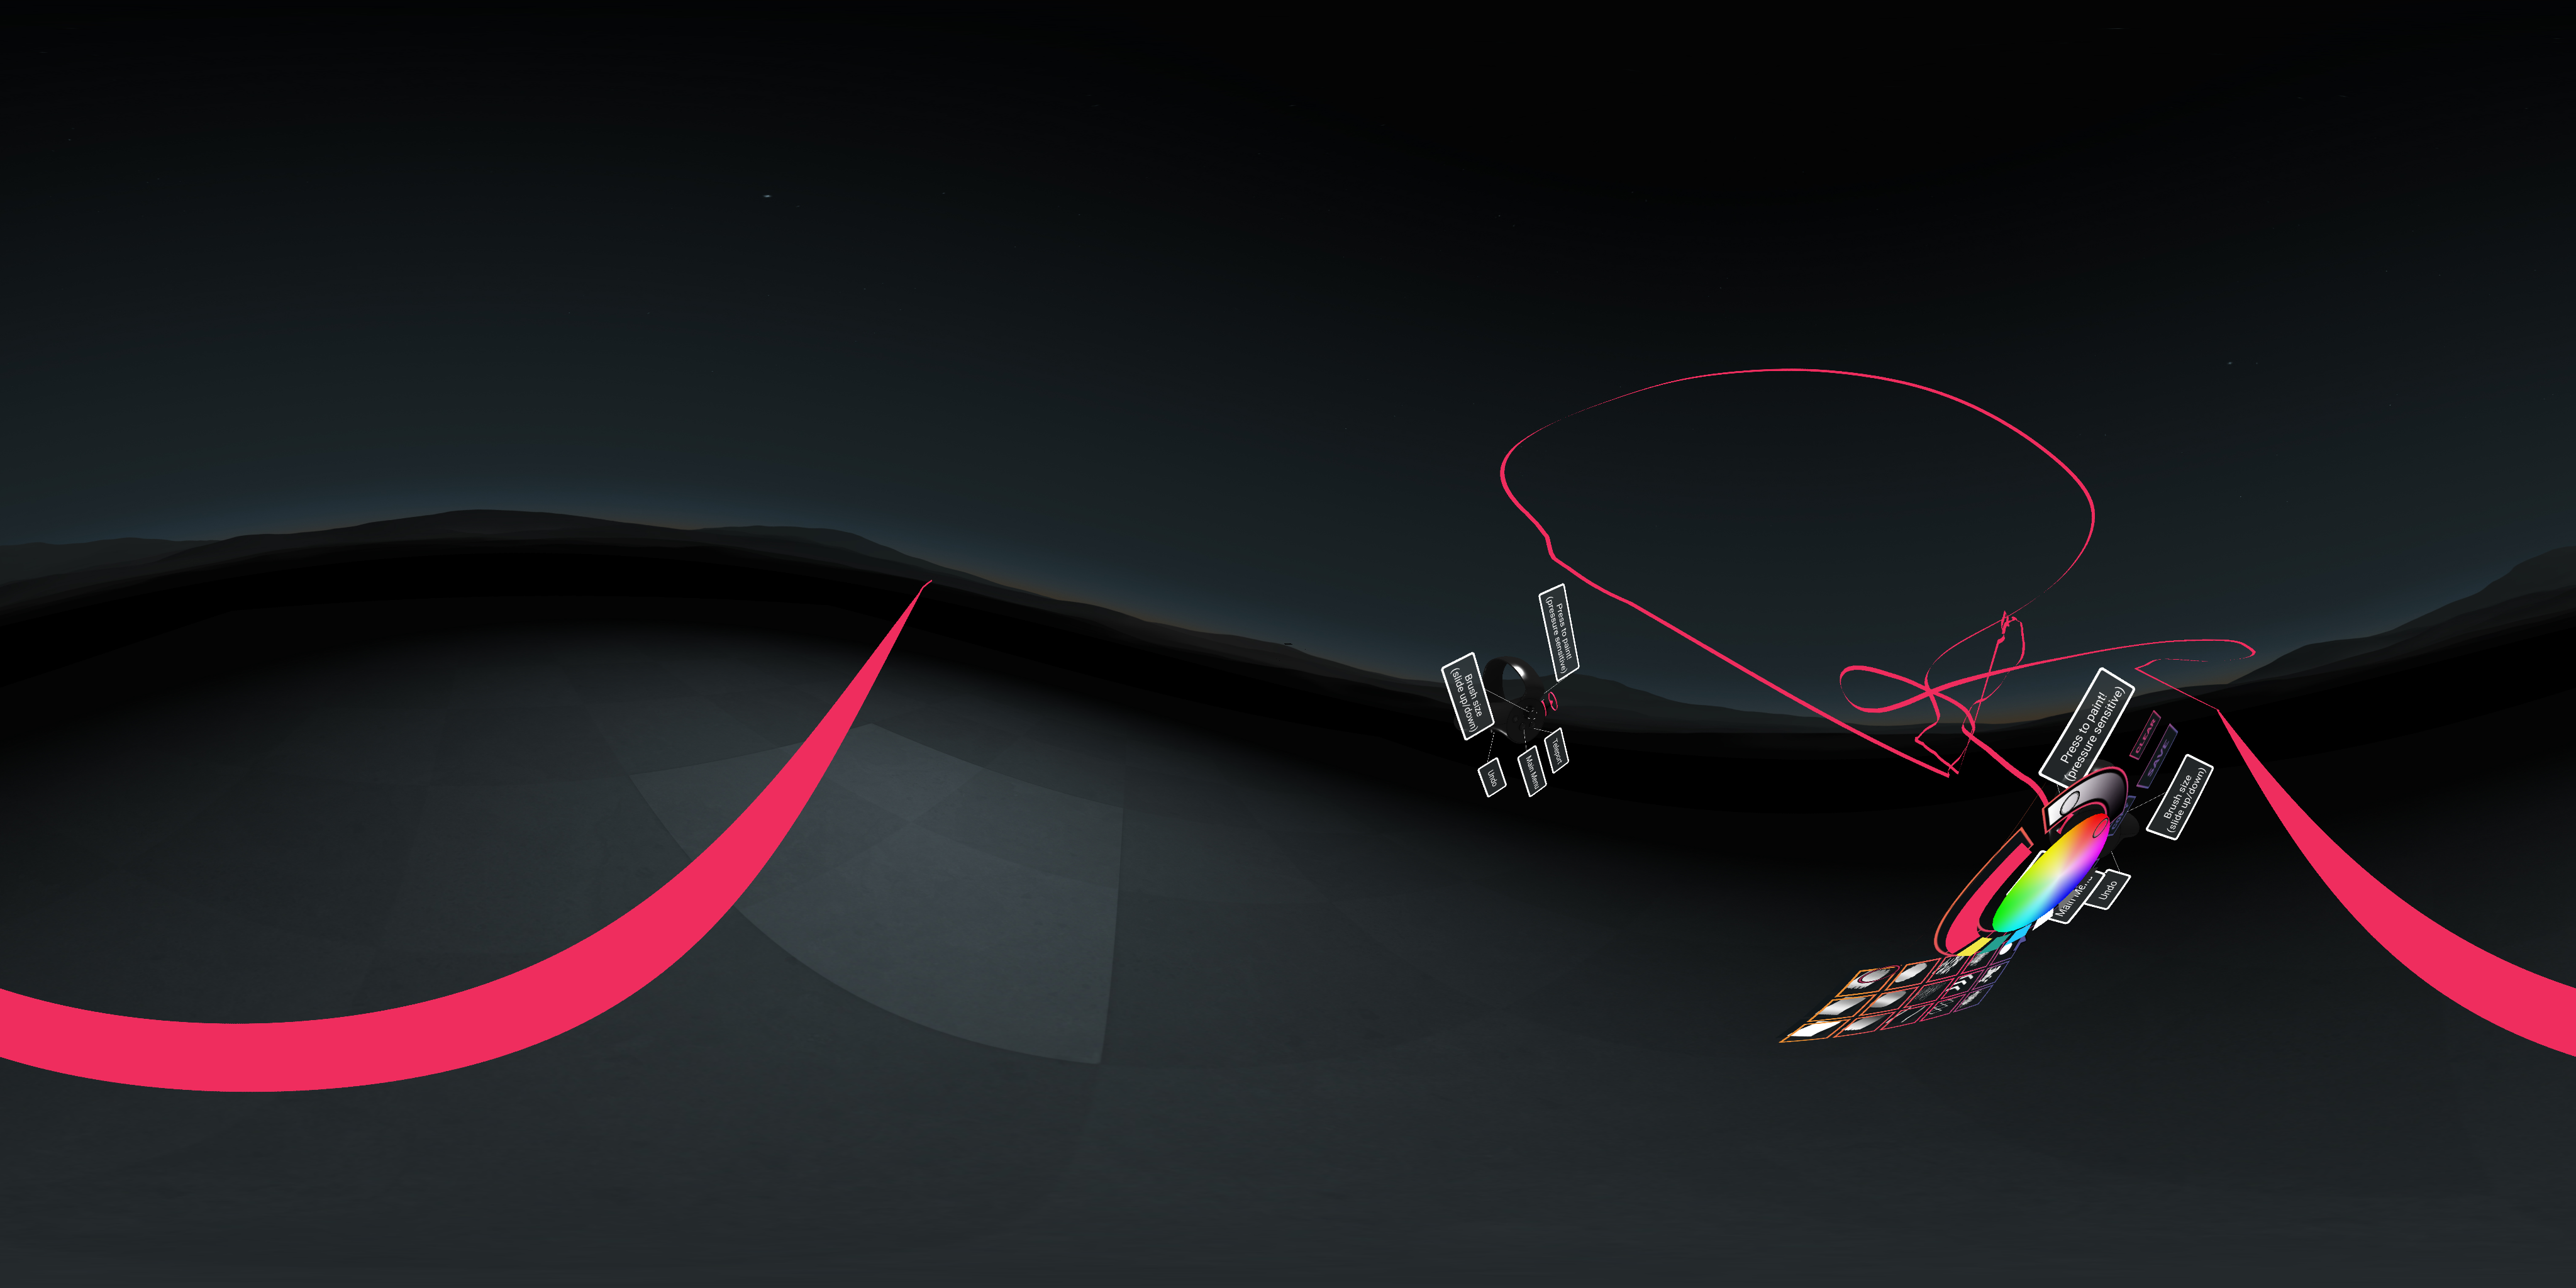 Press to paint!
(pressure sensitive)
Brush size
(slide up/down)
Undo
Main Menu
Teleport
Press to paint!
(pressure sensitive)
CLEAR
SAVE
Brush size
(slide up/down)
Main
Undo